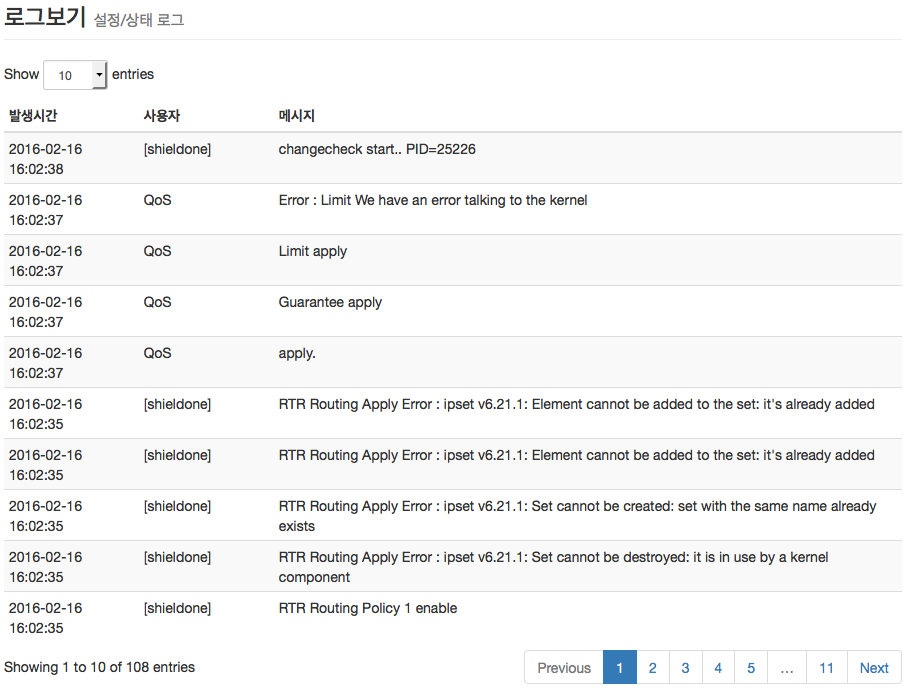 로그보기 설정/상태 로그
Show 10 entries
발생시간 사용자 메시지
2016-02-16 [shieldone] changecheck start.. PID=25226
16:02:38
2016-02-16 QoS Error : Limit We have an error talking to the kernel
16:02:37
2016-02-16 QoS Limit apply
16:02:37
2016-02-16 QoS Guarantee apply
16:02:37
2016-02-16 QoS apply.
16:02:37
2016-02-16 [shieldone] RTR Routing Apply Error : ipset v6.21.1: Element cannot be added to the set: it's already added
16:02:35
2016-02-16 [shieldone] RTR Routing Apply Error : ipset v6.21.1: Element cannot be added to the set: it's already added
16:02:35
2016-02-16 [shieldone] RTR Routing Apply Error : ipset v6.21.1: Set cannot be created: set with the same name already
16:02:35 exists
2016-02-16 [shieldone] RTR Routing Apply Error : ipset v6.21.1: Set cannot be destroyed: it is in use by a kernel
16:02:35 component
2016-02-16 [shieldone] RTR Routing Policy 1 enable
16:02:35
Showing 1 to 10 of 108 entries Previous 1 2 3 4 5 ... 11 Next